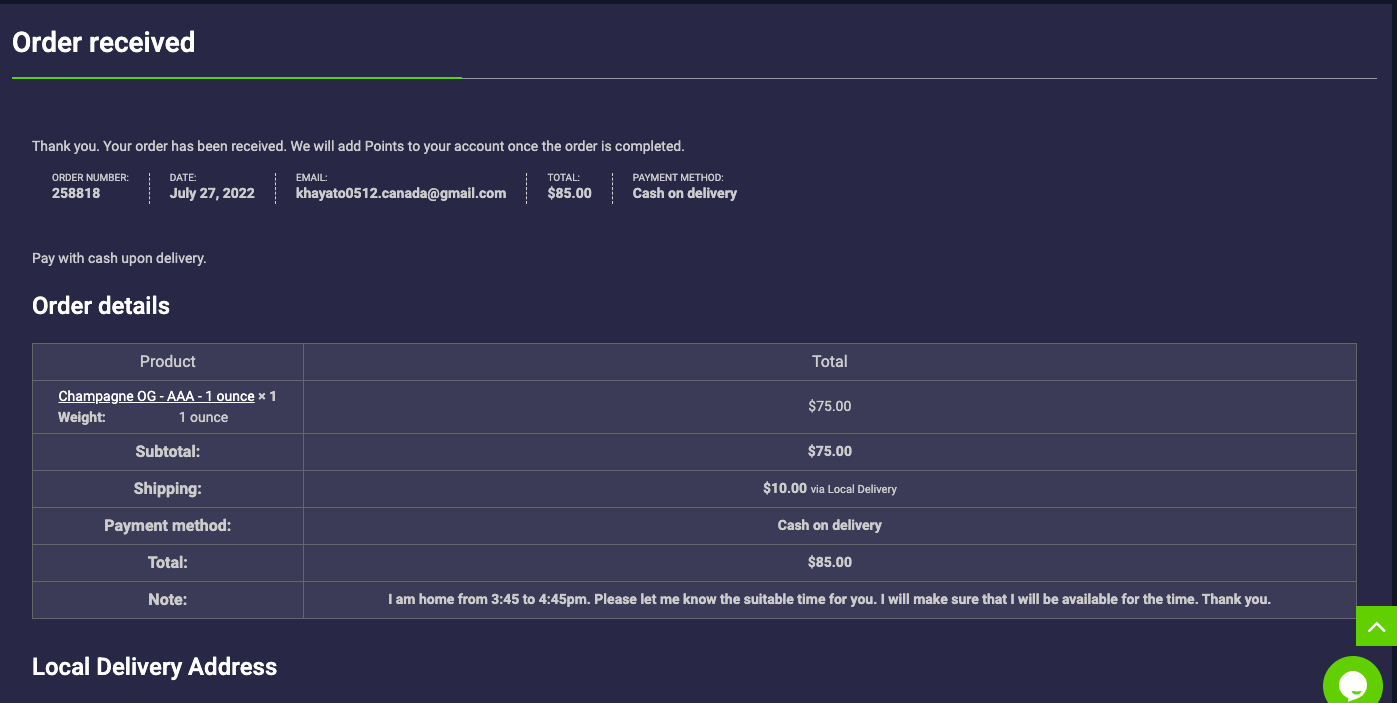 Order received
Thank you. Your order has been received. We will add Points to your account once the order is completed.
ORDER NUMBER: DATE: EMAIL: TOTAL: PAYMENT METHOD:
258818 July 27, 2022 khayato0512.canada@gmail.com $85.00 Cash on delivery
Pay with cash upon delivery.
Order details
Product Total
Champagne OG - AAA - 1 ounce × 1
Weight: 1 ounce $75.00
Subtotal: $75.00
Shipping: $10.00 via Local Delivery
Payment method: Cash on delivery
Total: $85.00
Note: I am home from 3:45 to 4:45pm. Please let me know the suitable time for you. I will make sure that I will be available for the time. Thank you.
Local Delivery Address